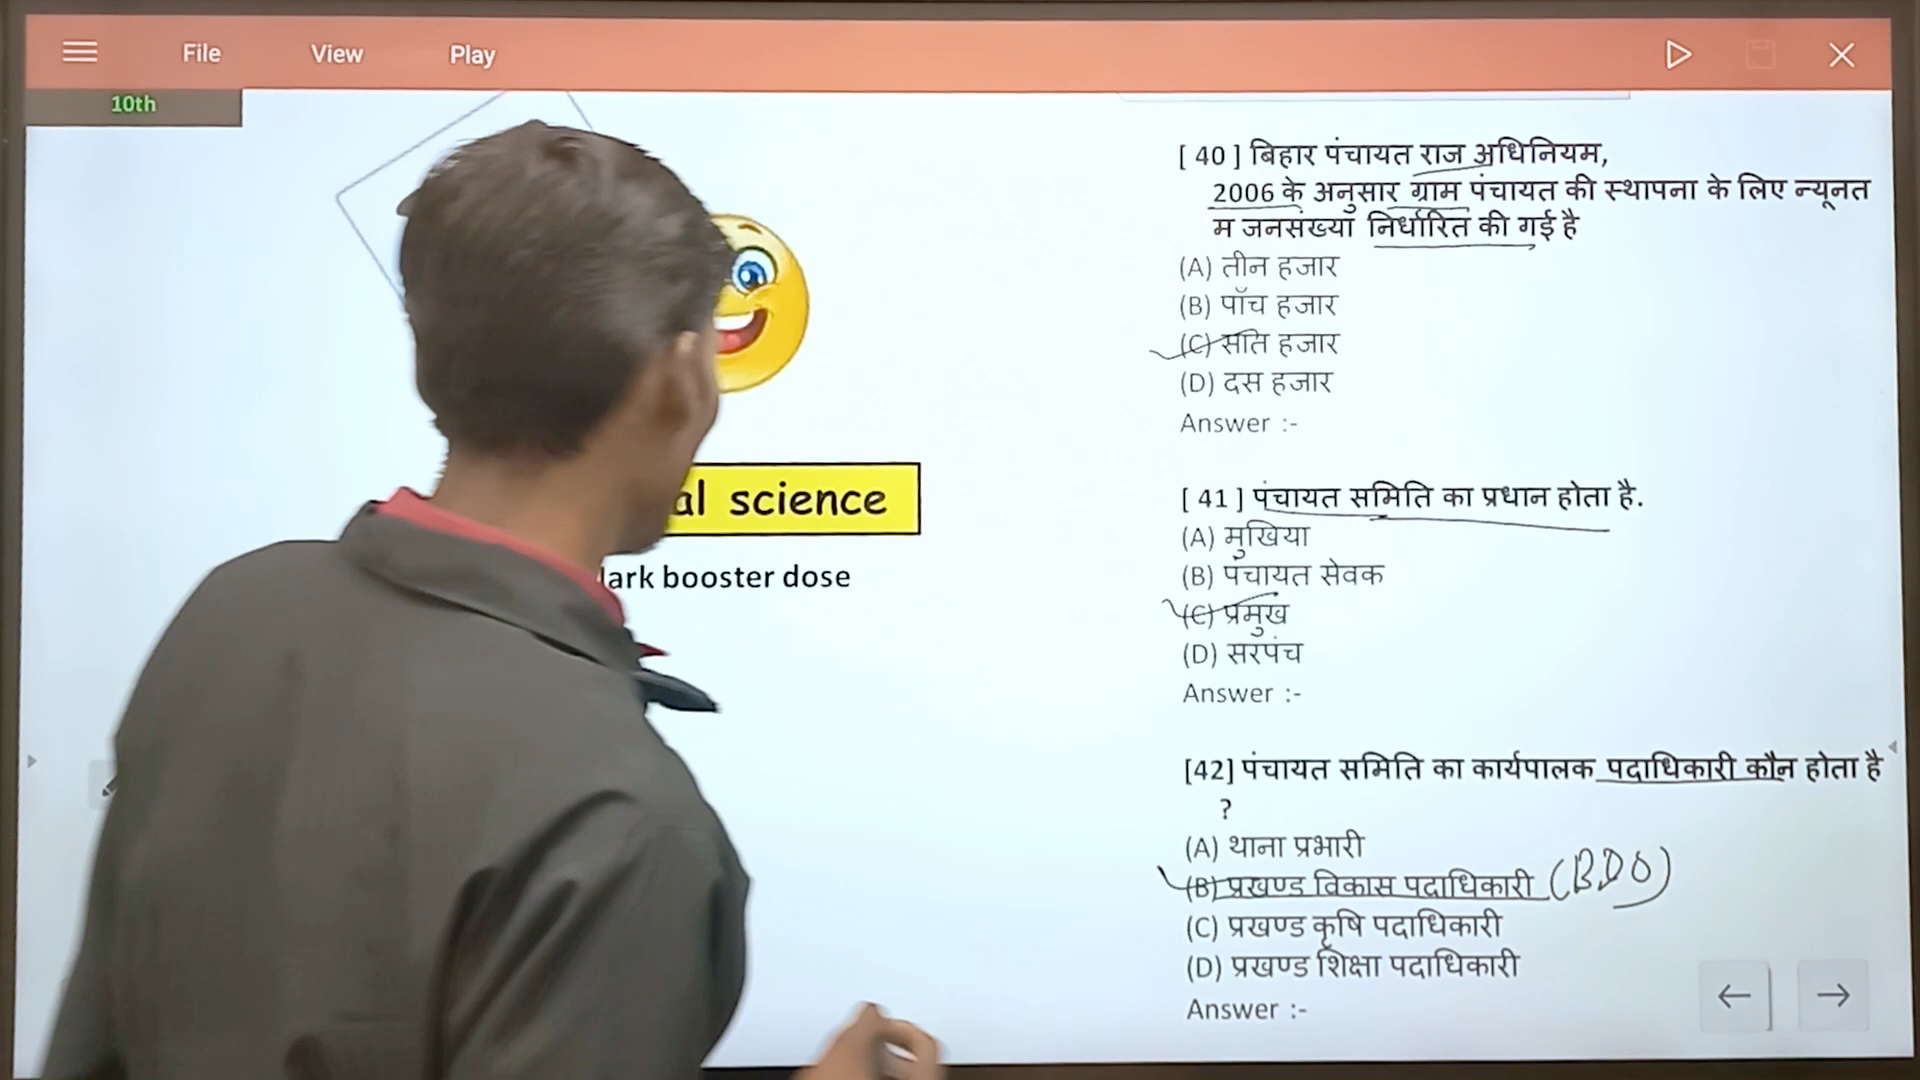 File View Play
10th
[ 40 ] बिहार पंचायत राज अधिनियम,
2006 के अनुसार ग्राम पंचायत की स्थापना के लिए न्यूनत
म जनसंख्या निर्धारित की गई है
(A) तीन हजार
(B) पाँच हजार
(C) सात हजार
(D) दस हजार
Answer :-
science
[ 41 ] पंचायत समिति का प्रधान होता है.
(A) मुखिया
(B) पंचायत सेवक
booster dose
(C) प्रमुख
(D) सरपंच
Answer :-
[42] पंचायत समिति का कार्यपालक पदाधिकारी कौन होता है
?
(A) थाना प्रभारी
(B) प्रखण्ड विकास पदाधिकारी (BDO)
(C) प्रखण्ड कृषि पदाधिकारी
(D) प्रखण्ड शिक्षा पदाधिकारी
Answer :-